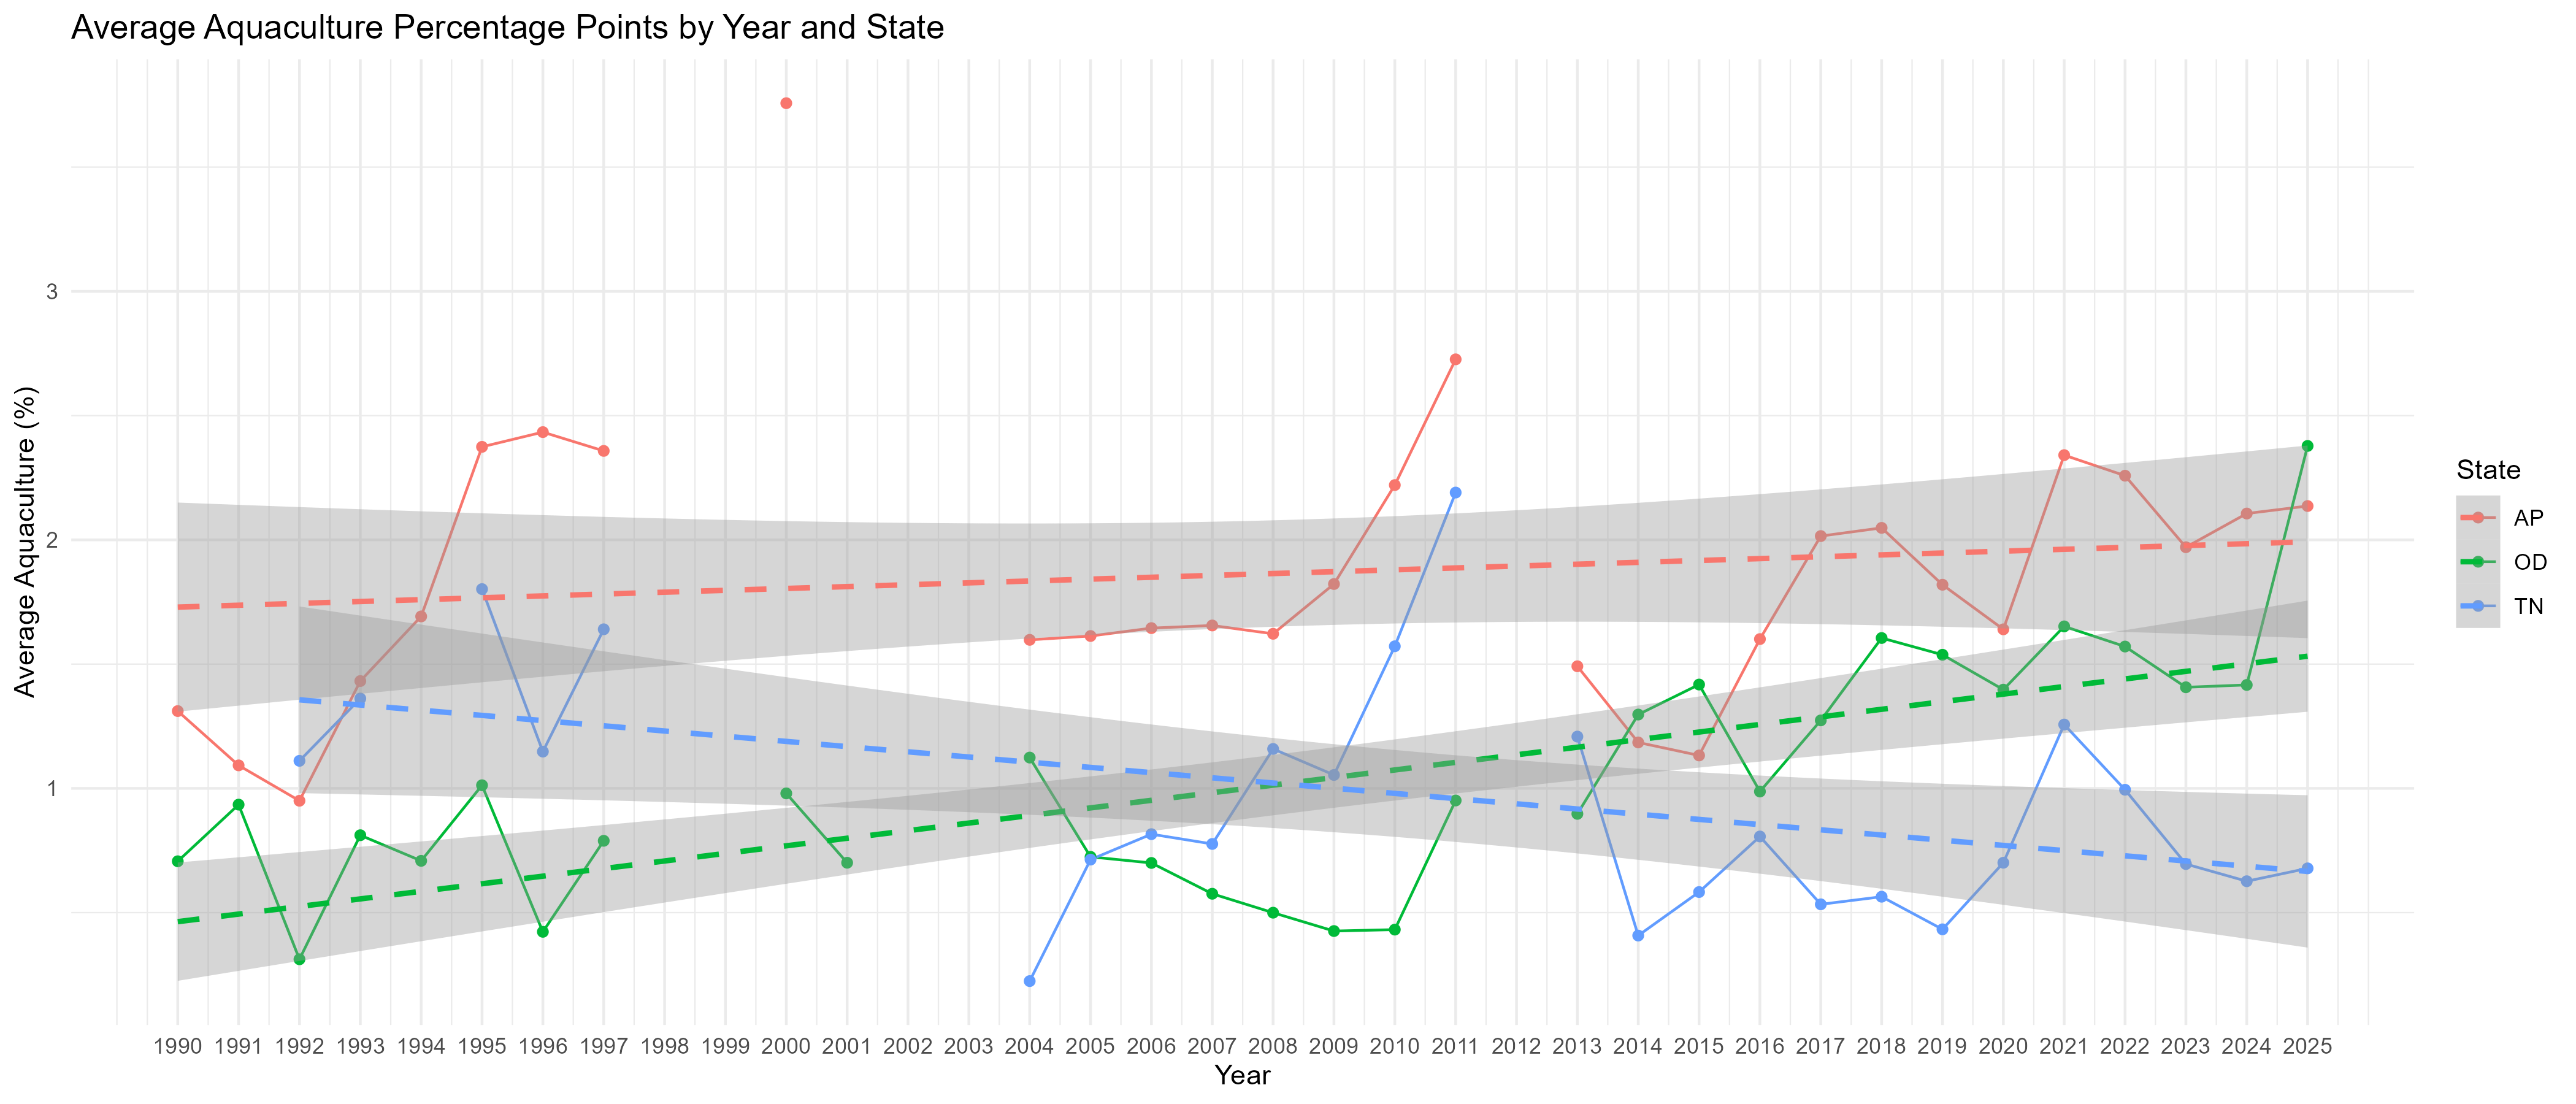 Average Aquaculture Percentage Points by Year and State
Average Aquaculture (%)
3
2
1
1990 1991 1992 1993 1994 1995 1996 1997 1998 1999 2000 2001 2002 2003 2004 2005 2006 2007 2008 2009 2010 2011 2012 2013 2014 2015 2016 2017 2018 2019 2020 2021 2022 2023 2024 2025
Year
State
AP
OD
TN